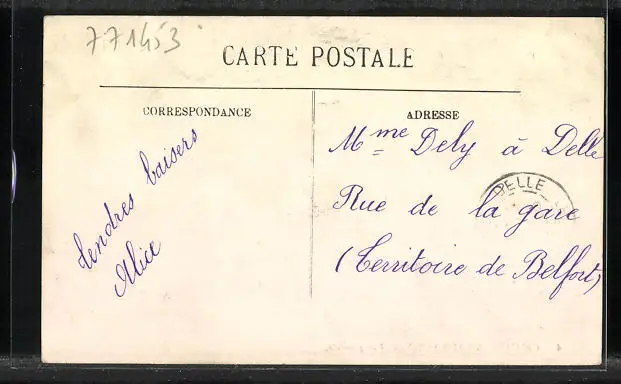 771453
CARTE POSTALE
CORRESPONDANCE
tendres baisers
Alice
ADRESSE
Mme Dely à Delle
Rue de la gare
(Territoire de Belfort)
DELLE